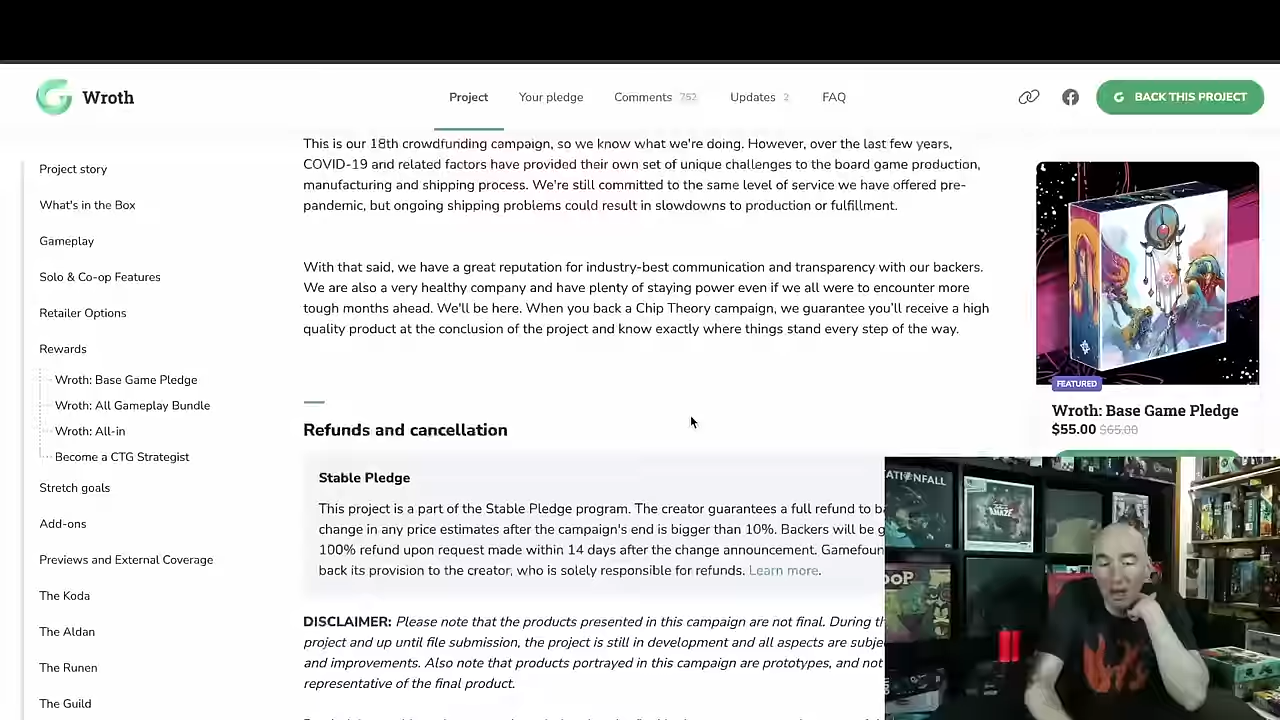 Wroth
Project
Your pledge
Comments 752
Updates 2
FAQ
BACK THIS PROJECT
Project story
What's in the Box
Gameplay
Solo & Co-op Features
Retailer Options
Rewards
Wroth: Base Game Pledge
Wroth: All Gameplay Bundle
Wroth: All-in
Become a CTG Strategist
Stretch goals
Add-ons
Previews and External Coverage
The Koda
The Aldan
The Runen
The Guild
This is our 18th crowdfunding campaign, so we know what we're doing. However, over the last few years,
COVID-19 and related factors have provided their own set of unique challenges to the board game production,
manufacturing and shipping process. We're still committed to the same level of service we have offered pre-
pandemic, but ongoing shipping problems could result in slowdowns to production or fulfillment.
With that said, we have a great reputation for industry-best communication and transparency with our backers.
We are also a very healthy company and have plenty of staying power even if we all were to encounter more
tough months ahead. We'll be here. When you back a Chip Theory campaign, we guarantee you'll receive a high
quality product at the conclusion of the project and know exactly where things stand every step of the way.
Refunds and cancellation
Stable Pledge
This project is a part of the Stable Pledge program. The creator guarantees a full refund to ba
change in any price estimates after the campaign's end is bigger than 10%. Backers will be g
100% refund upon request made within 14 days after the change announcement. Gamefoun
back its provision to the creator, who is solely responsible for refunds. Learn more.
DISCLAIMER: Please note that the products presented in this campaign are not final. During th
project and up until file submission, the project is still in development and all aspects are subje
and improvements. Also note that products portrayed in this campaign are prototypes, and not
representative of the final product.
FEATURED
Wroth: Base Game Pledge
$55.00 $65.00